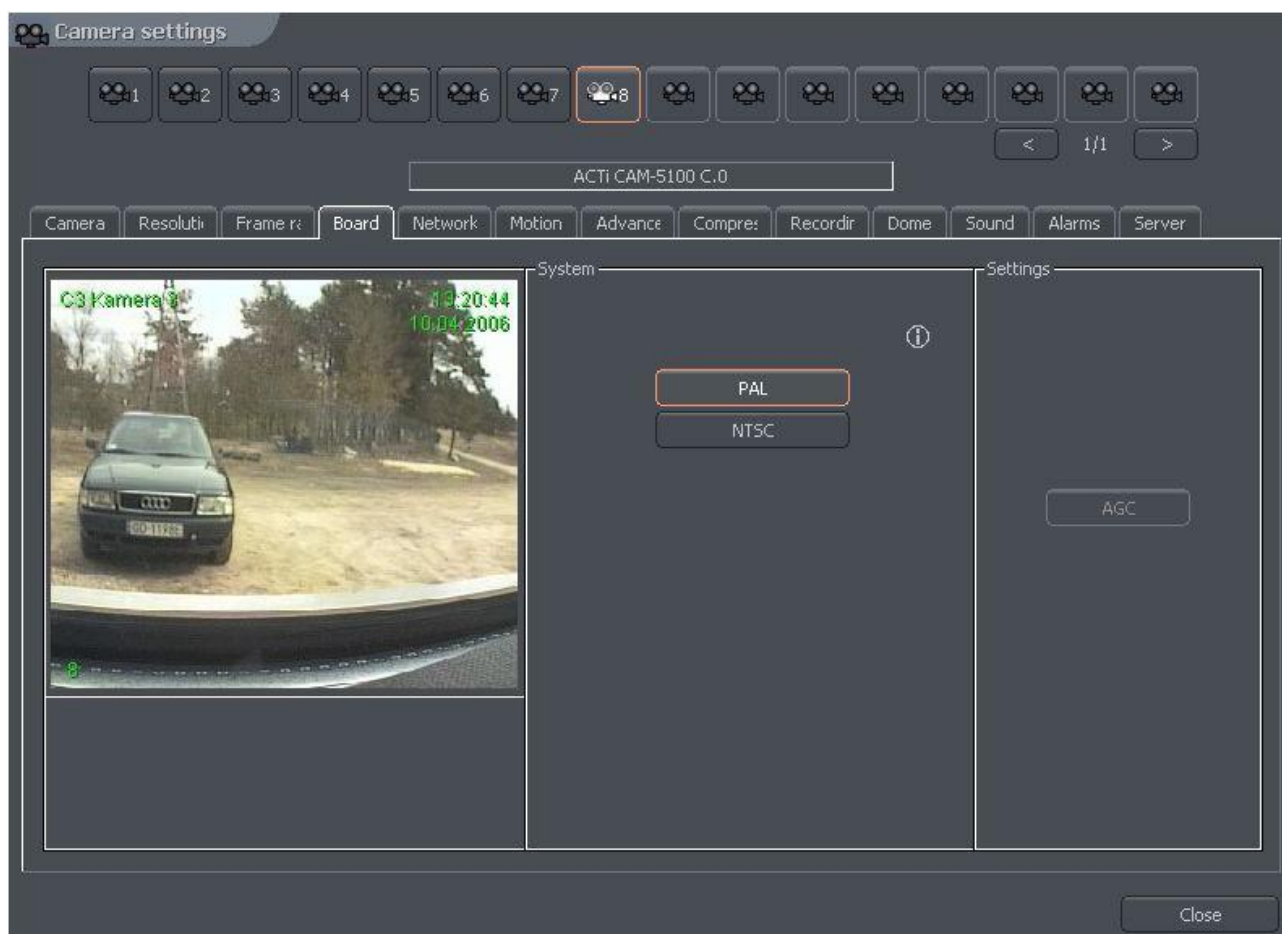 Camera settings
1 2 3 4 5 6 7 8
< 1/1 >
ACTi CAM-5100 C.0
Camera Resoluti Frame ra Board Network Motion Advance Compres Recordir Dome Sound Alarms Server
System
Settings
C3 Kamera
:20:44
10.04.2006
PAL
NTSC
AGC
8
Close